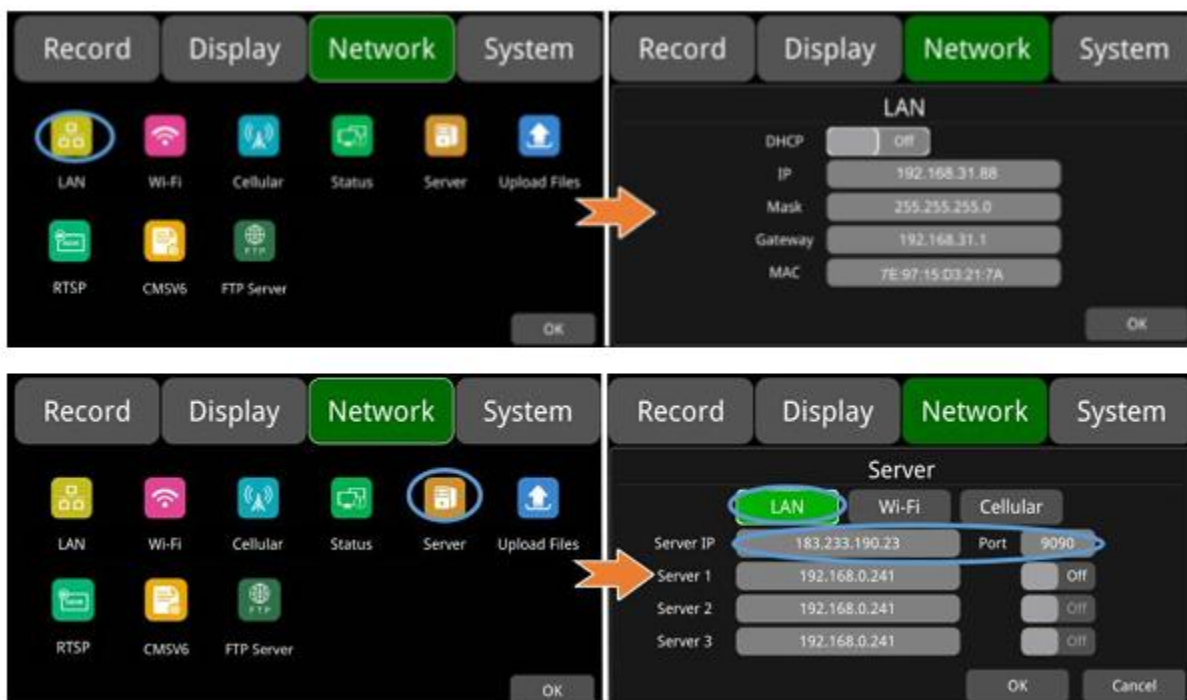 Record Display Network System
LAN Wi-Fi Cellular Status Server Upload Files
RTSP CMSV6 FTP Server
OK
Record Display Network System
LAN
DHCP Off
IP 192.168.31.88
Mask 255.255.255.0
Gateway 192.168.31.1
MAC 7E:97:15:D3:21:7A
OK
Record Display Network System
LAN Wi-Fi Cellular Status Server Upload Files
RTSP CMSV6 FTP Server
OK
Record Display Network System
Server
LAN Wi-Fi Cellular
Server IP 183.233.190.23 Port 9090
Server 1 192.168.0.241 Off
Server 2 192.168.0.241 Off
Server 3 192.168.0.241 Off
OK Cancel